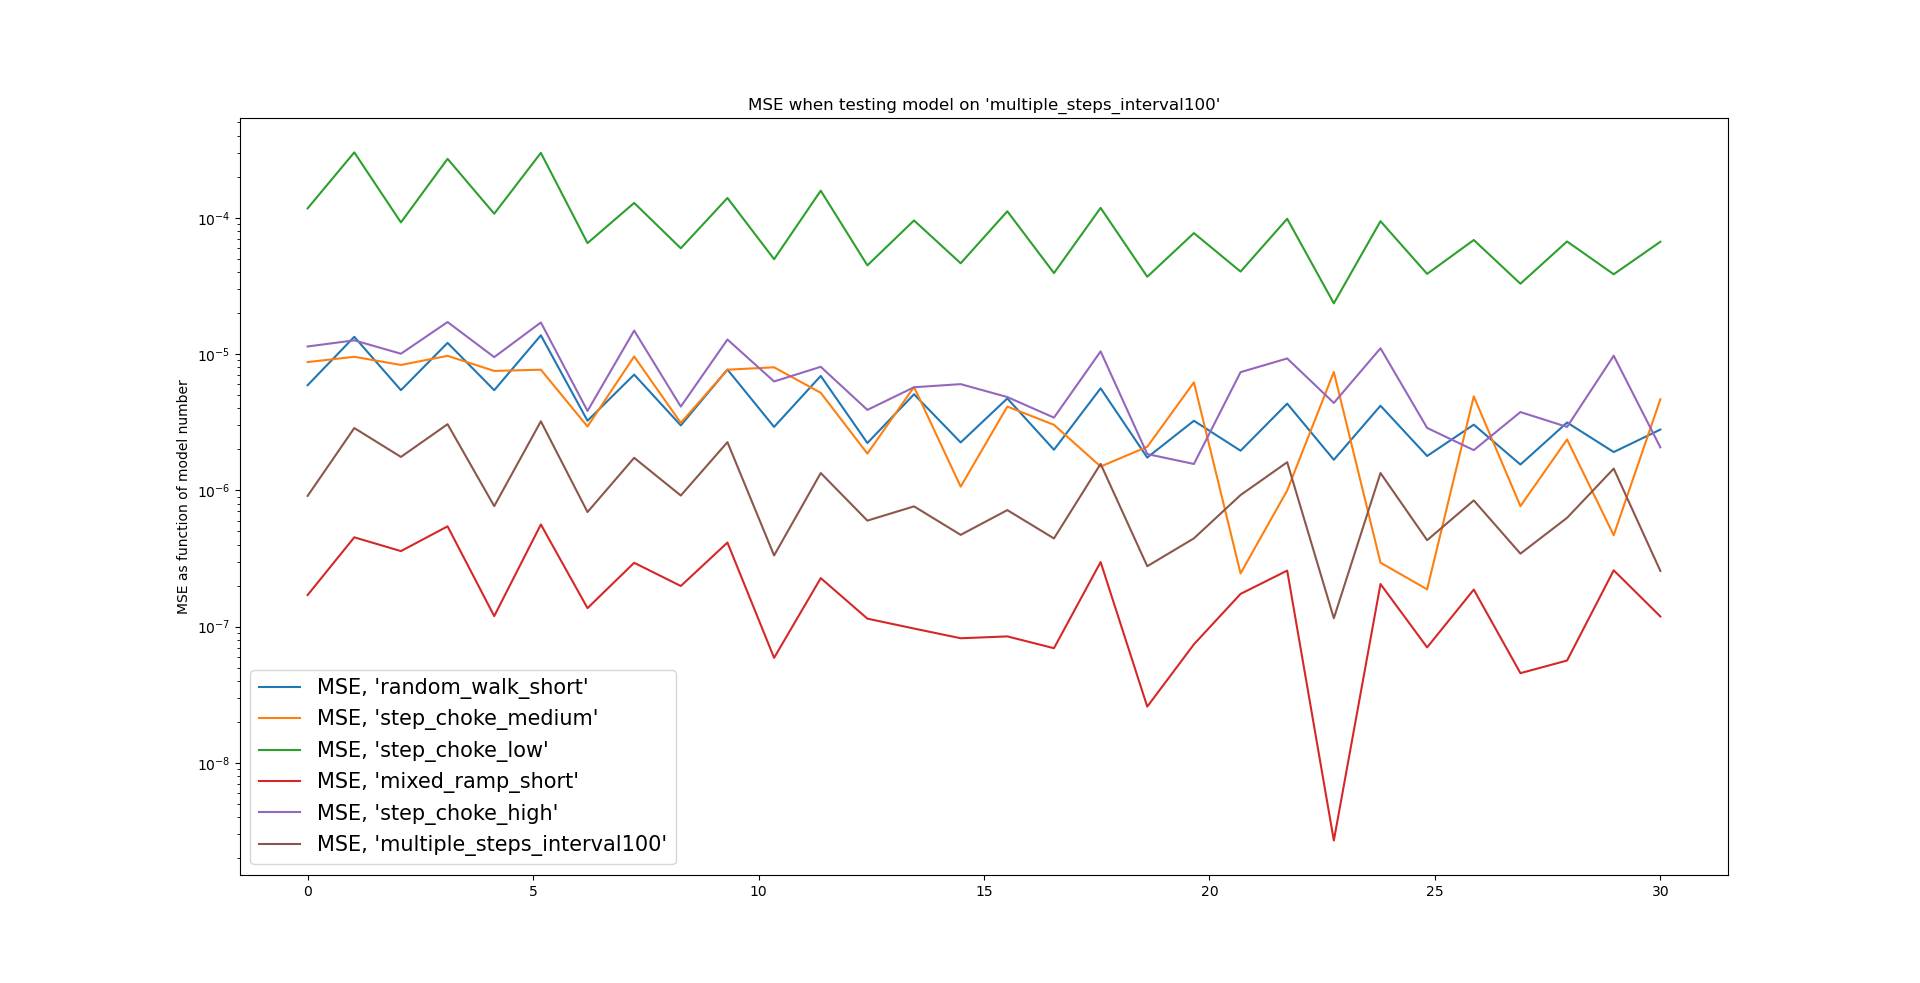 MSE when testing model on 'multiple_steps_interval100'
MSE as function of model number
10⁻⁴
10⁻⁵
10⁻⁶
10⁻⁷
10⁻⁸
MSE, 'random_walk_short'
MSE, 'step_choke_medium'
MSE, 'step_choke_low'
MSE, 'mixed_ramp_short'
MSE, 'step_choke_high'
MSE, 'multiple_steps_interval100'
0 5 10 15 20 25 30